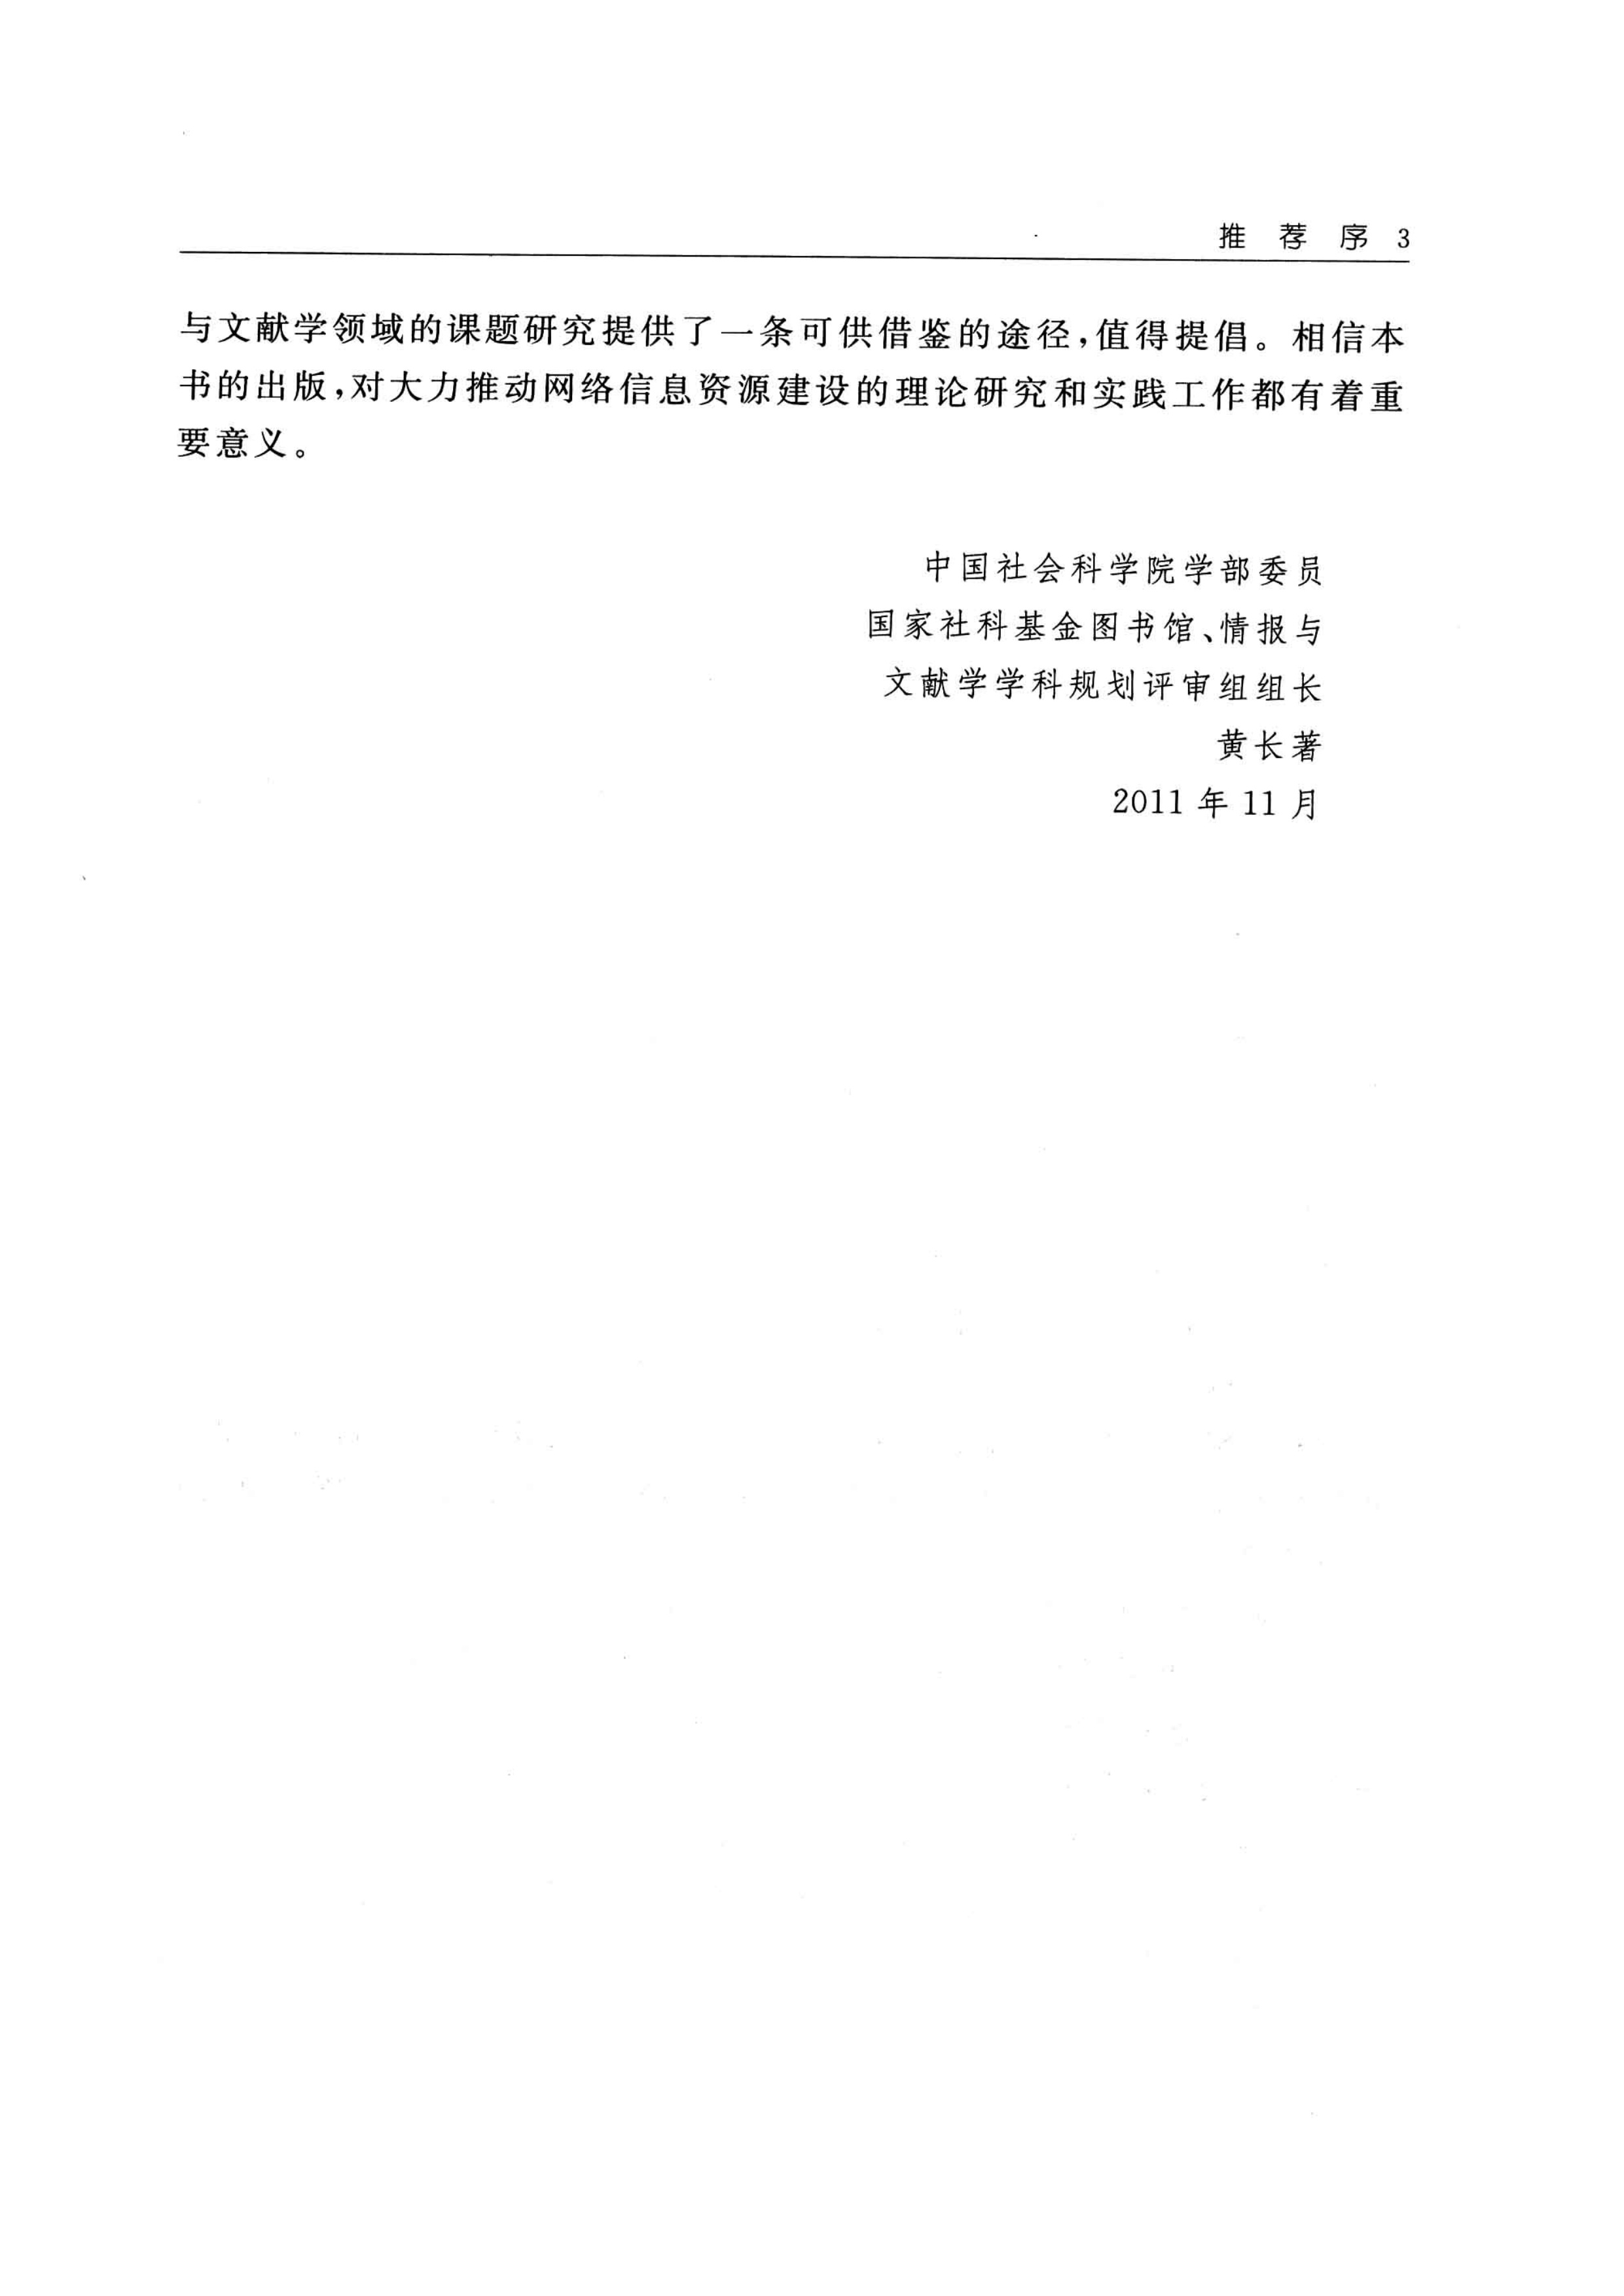 推 荐 序 3
与文献学领域的课题研究提供了一条可供借鉴的途径,值得提倡。相信本
书的出版,对大力推动网络信息资源建设的理论研究和实践工作都有着重
要意义。
中国社会科学院学部委员
国家社科基金图书馆、情报与
文献学学科规划评审组组长
黄长著
2011 年 11 月